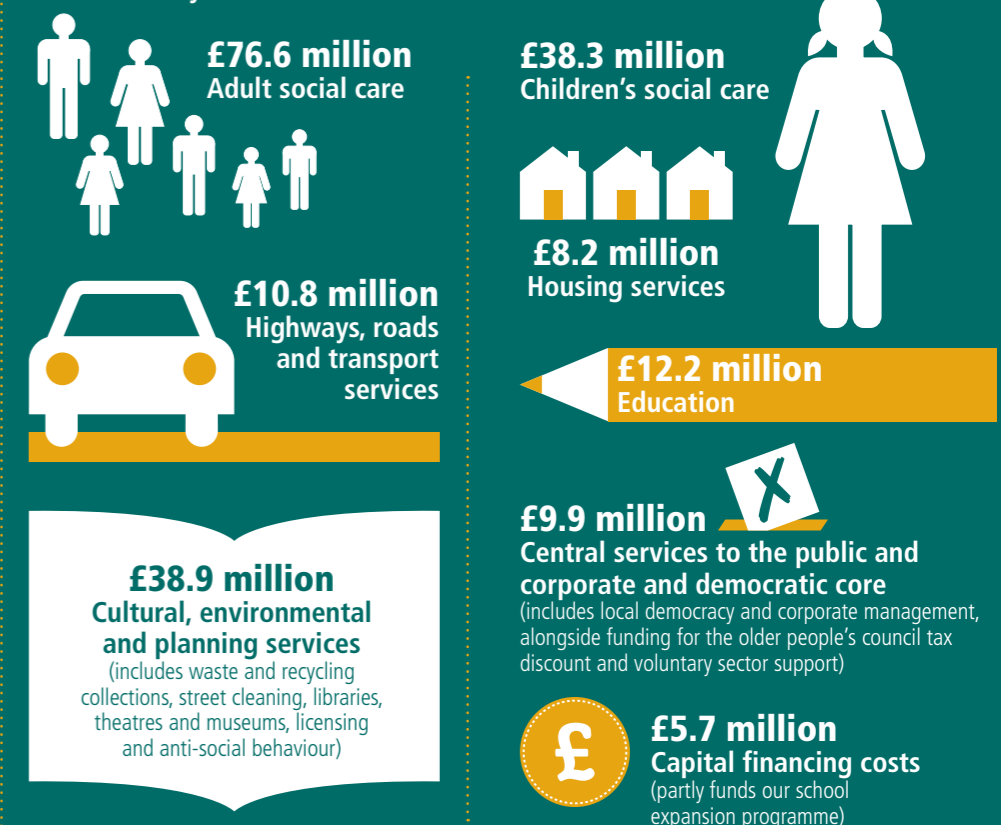 £76.6 million
Adult social care
£10.8 million
Highways, roads
and transport
services
£38.9 million
Cultural, environmental
and planning services
(includes waste and recycling
collections, street cleaning, libraries,
theatres and museums, licensing
and anti-social behaviour)
£38.3 million
Children’s social care
£8.2 million
Housing services
£12.2 million
Education
X
£9.9 million
Central services to the public and
corporate and democratic core
(includes local democracy and corporate management,
alongside funding for the older people’s council tax
discount and voluntary sector support)
£
£5.7 million
Capital financing costs
(partly funds our school
expansion programme)